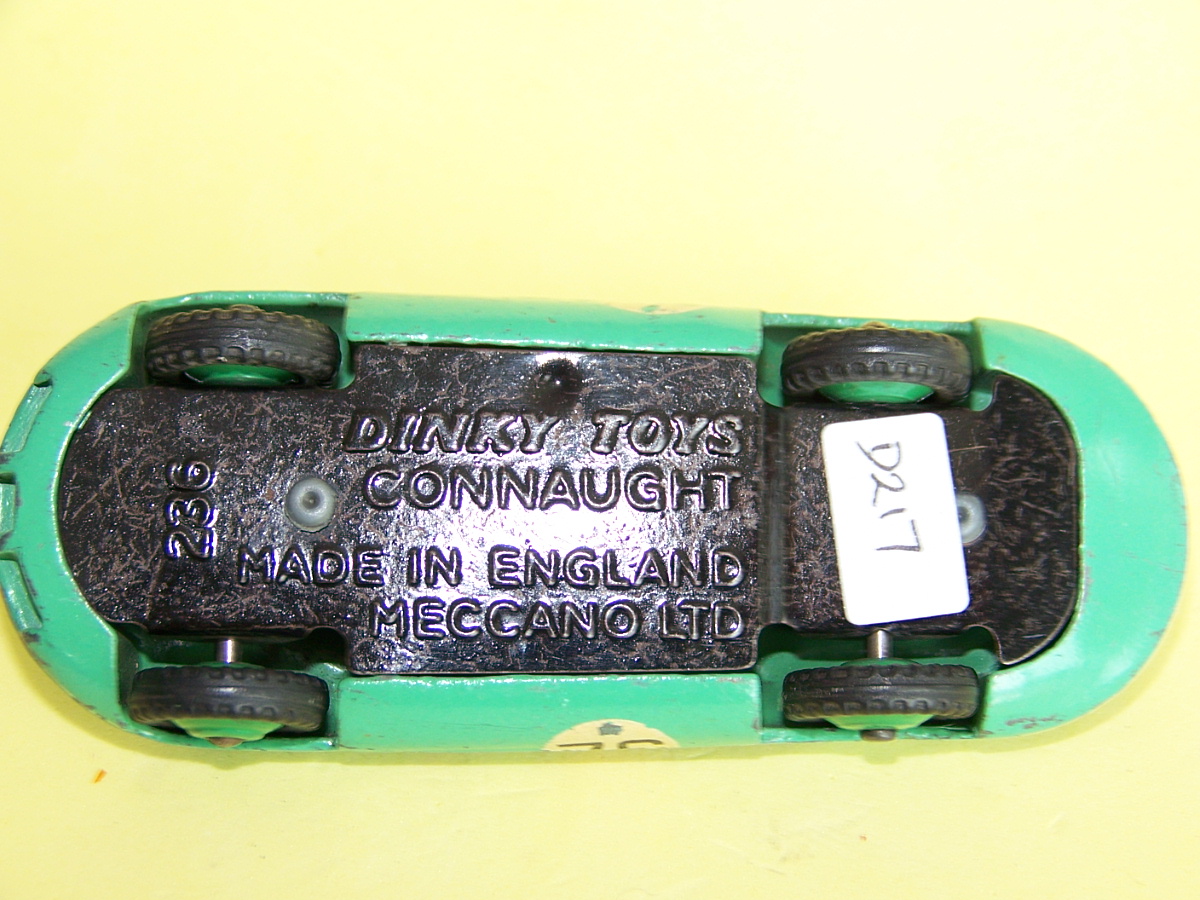 DINKY TOYS
CONNAUGHT
236
MADE IN ENGLAND
MECCANO LTD
D217